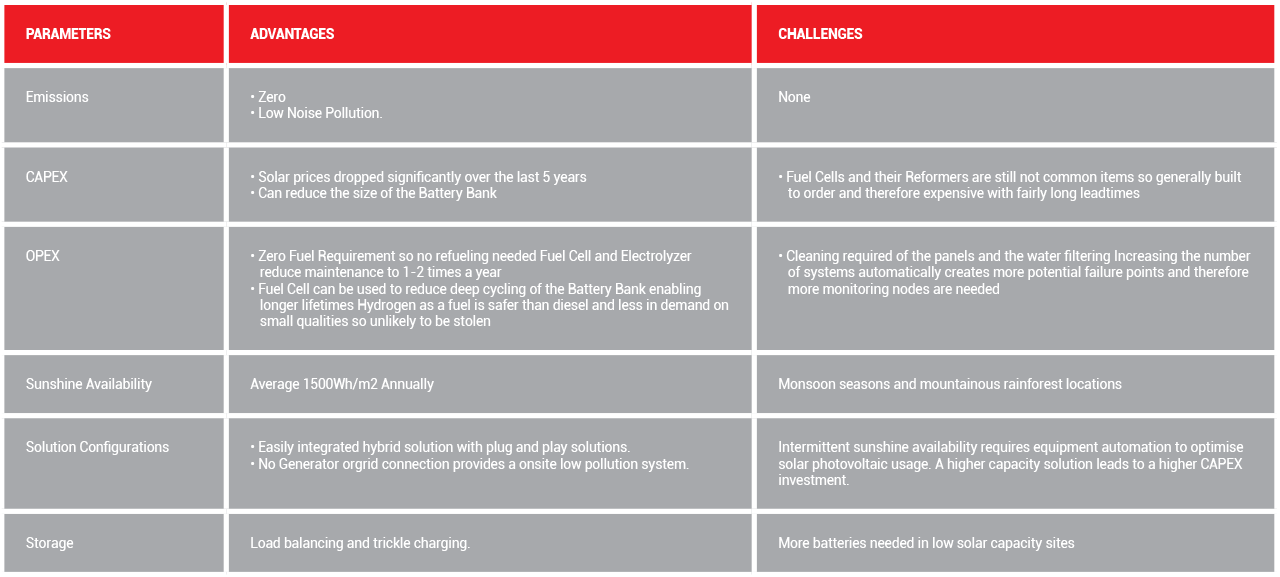 PARAMETERS
ADVANTAGES
CHALLENGES
Emissions
• Zero
• Low Noise Pollution.
None
CAPEX
• Solar prices dropped significantly over the last 5 years
• Can reduce the size of the Battery Bank
• Fuel Cells and their Reformers are still not common items so generally built
to order and therefore expensive with fairly long leadtimes
OPEX
• Zero Fuel Requirement so no refueling needed Fuel Cell and Electrolyzer
reduce maintenance to 1-2 times a year
• Fuel Cell can be used to reduce deep cycling of the Battery Bank enabling
longer lifetimes Hydrogen as a fuel is safer than diesel and less in demand on
small qualities so unlikely to be stolen
• Cleaning required of the panels and the water filtering Increasing the number
of systems automatically creates more potential failure points and therefore
more monitoring nodes are needed
Sunshine Availability
Average 1500Wh/m2 Annually
Monsoon seasons and mountainous rainforest locations
Solution Configurations
• Easily integrated hybrid solution with plug and play solutions.
• No Generator orgrid connection provides a onsite low pollution system.
Intermittent sunshine availability requires equipment automation to optimise
solar photovoltaic usage. A higher capacity solution leads to a higher CAPEX
investment.
Storage
Load balancing and trickle charging.
More batteries needed in low solar capacity sites